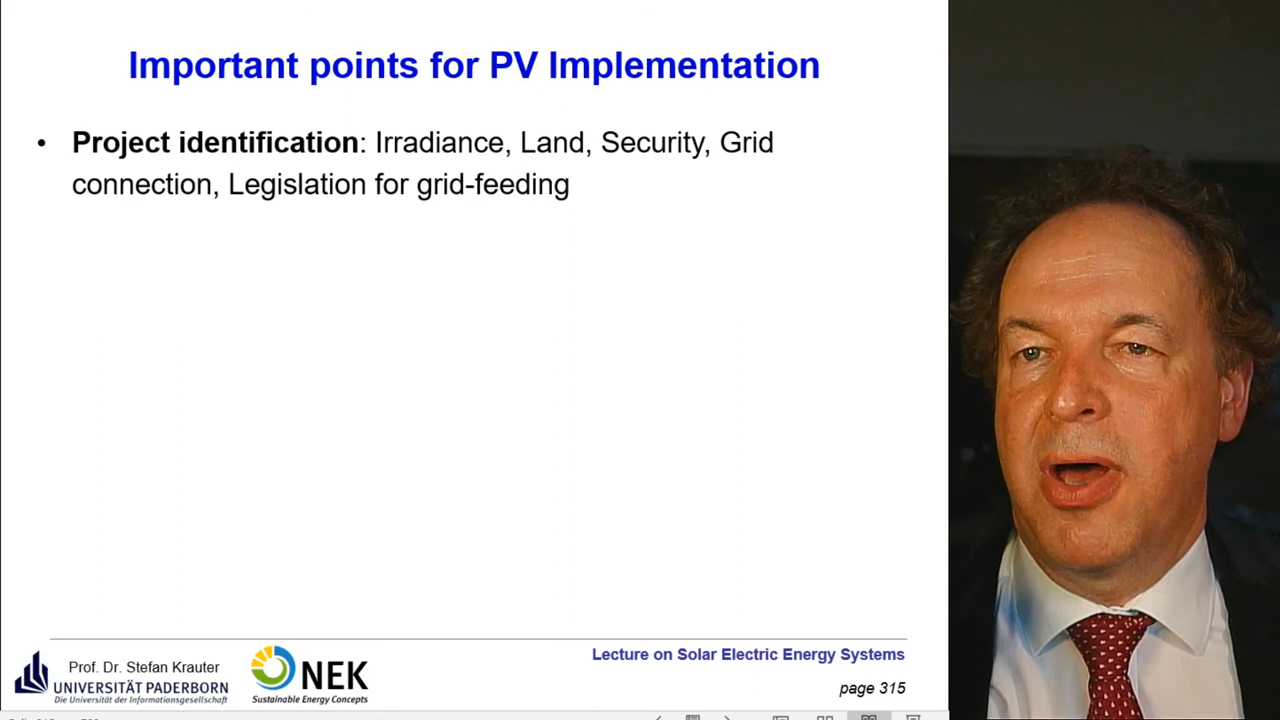 Important points for PV Implementation
• Project identification: Irradiance, Land, Security, Grid
connection, Legislation for grid-feeding
Prof. Dr. Stefan Krauter
UNIVERSITÄT PADERBORN
Die Universität der Informationsgesellschaft
NEK
Sustainable Energy Concepts
Lecture on Solar Electric Energy Systems
page 315